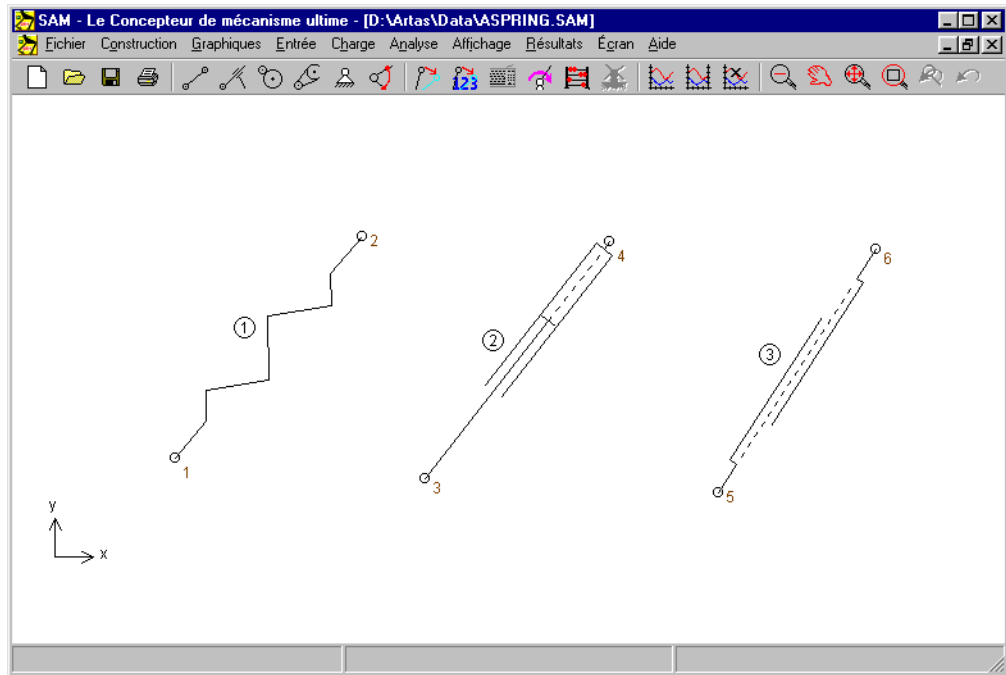 SAM - Le Concepteur de mécanisme ultime - [D:\Artas\Data\ASPRING.SAM]
Fichier Construction Graphiques Entrée Charge Analyse Affichage Résultats Écran Aide
123
2
4
6
1
2
3
1
3
5
y
x